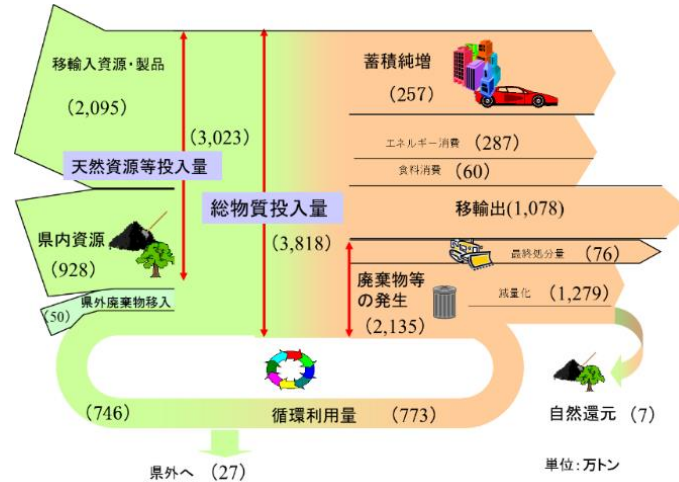 移輸入資源・製品
(2,095)
(3,023)
天然資源等投入量
県内資源
(928)
県外廃棄物移入
(50)
総物質投入量
(3,818)
蓄積純増
(257)
エネルギー消費 (287)
食料消費 (60)
移輸出(1,078)
最終処分量 (76)
廃棄物等
の発生
(2,135)
減量化 (1,279)
(746)
循環利用量 (773)
自然還元 (7)
県外へ (27)
単位:万トン